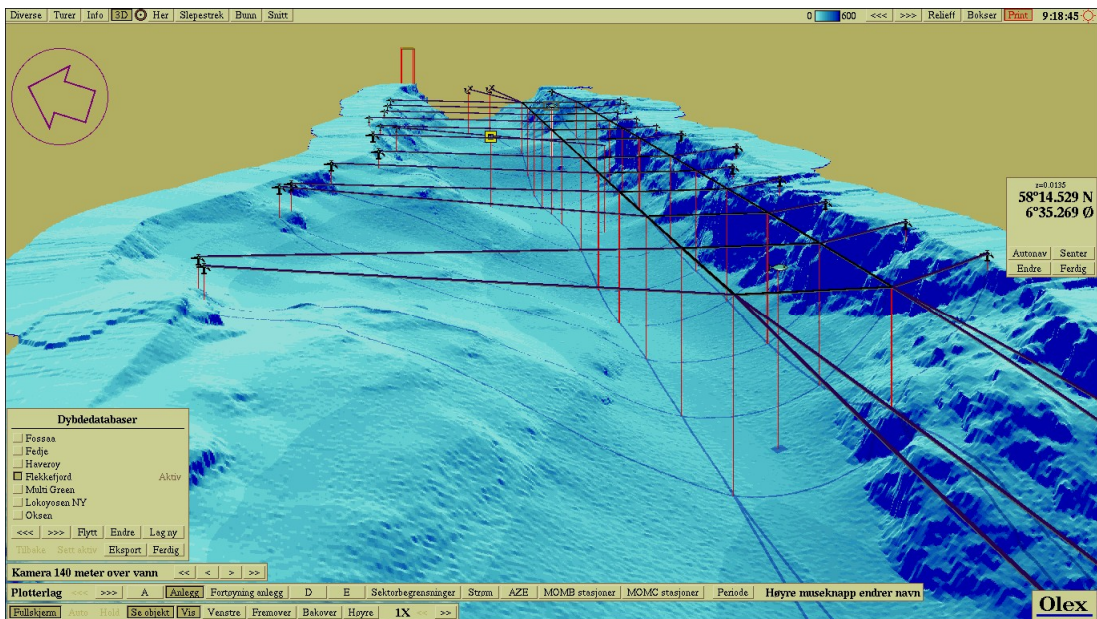 Diverse Turer Info 3D Her Slepestrek Bunn Snitt 0 600 <<< >>> Relieff Bokser Print 9:18:45
r=0.0135
58°14.529 N
6°35.269 Ø
Autonav Senter
Endre Ferdig
Dybdedatabaser
Fossaa
Fedje
Haveroy
Flekkefjord Aktiv
Multi Green
Lokoyosen NY
Oksen
<<< >>> Flytt Endre Lag ny
Tilbake Sett aktiv Eksport Ferdig
Kamera 140 meter over vann << < > >>
Plotterlag <<< >>> A Anlegg Fortøyning anlegg D E Sektorbegrensninger Strøm AZE MOMB stasjoner MOMC stasjoner Periode Høyre museknapp endrer navn
Fullskjerm Auto Hold Se objekt Vis Venstre Fremover Bakover Høyre 1X << >>
Olex